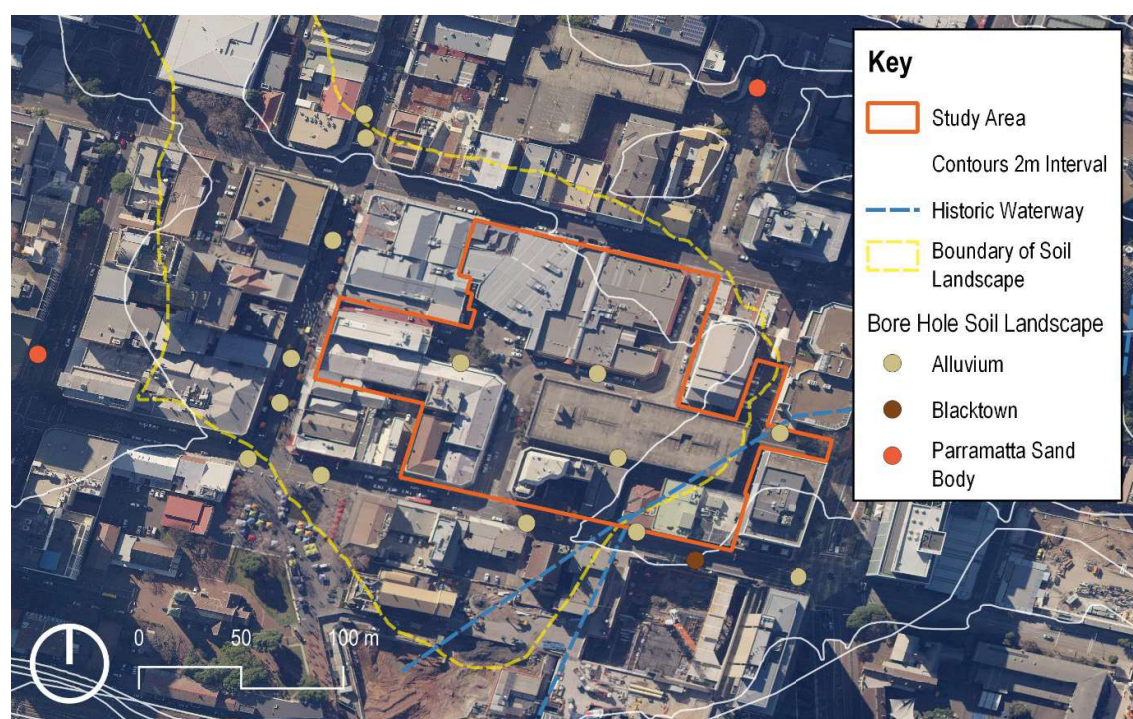 Key
Study Area
Contours 2m Interval
Historic Waterway
Boundary of Soil
Landscape
Bore Hole Soil Landscape
Alluvium
Blacktown
Parramatta Sand
Body
0 50 100 m